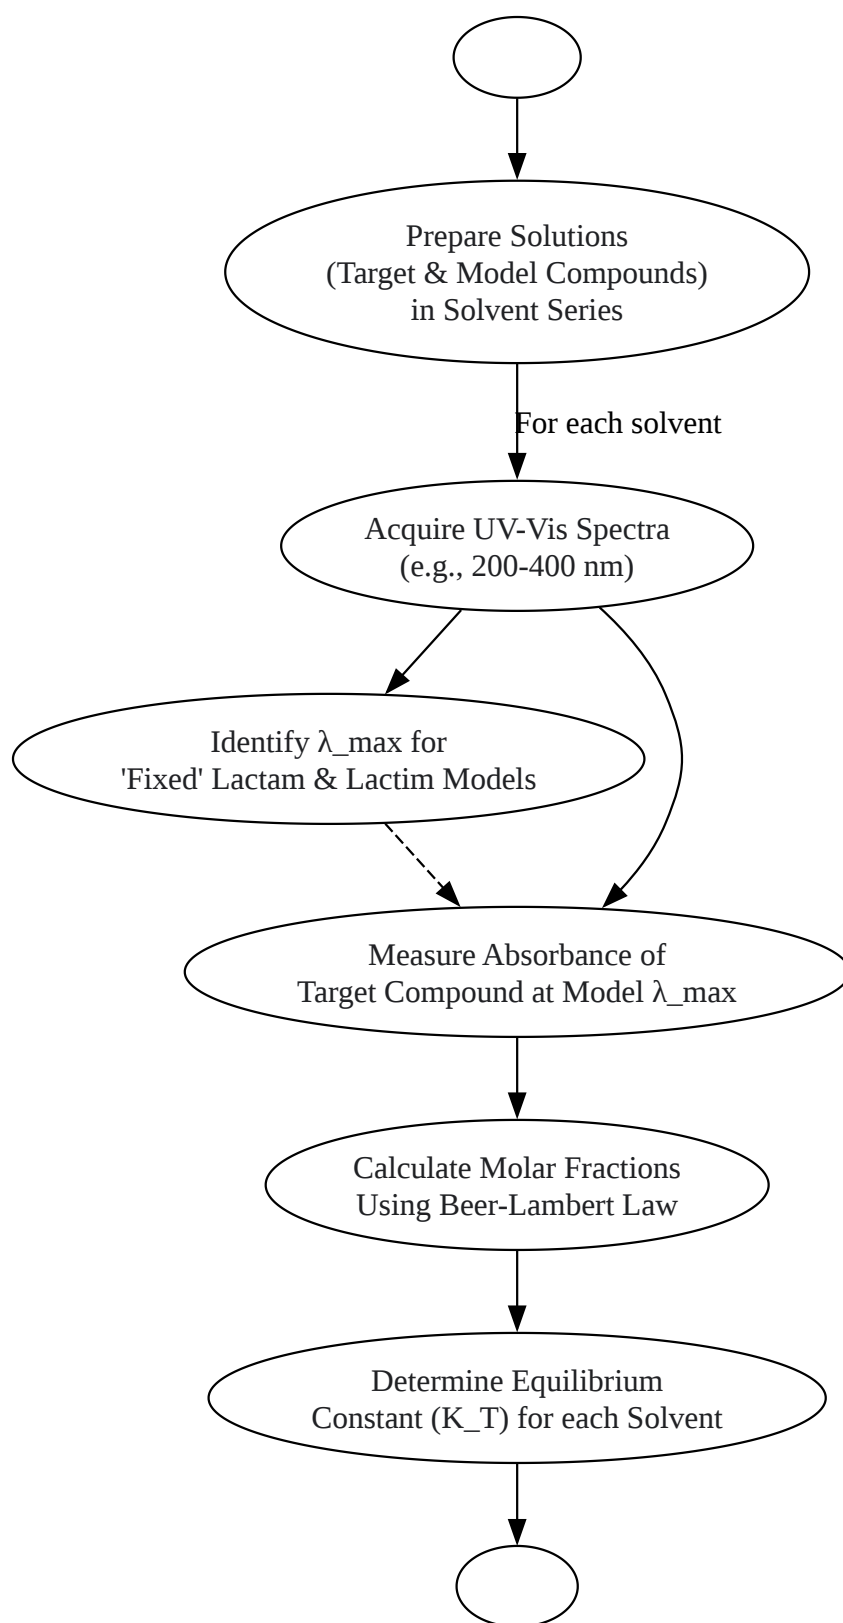 Prepare Solutions
(Target & Model Compounds)
in Solvent Series
For each solvent
Acquire UV-Vis Spectra
(e.g., 200-400 nm)
Identify λ_max for
'Fixed' Lactam & Lactim Models
Measure Absorbance of
Target Compound at Model λ_max
Calculate Molar Fractions
Using Beer-Lambert Law
Determine Equilibrium
Constant (K_T) for each Solvent